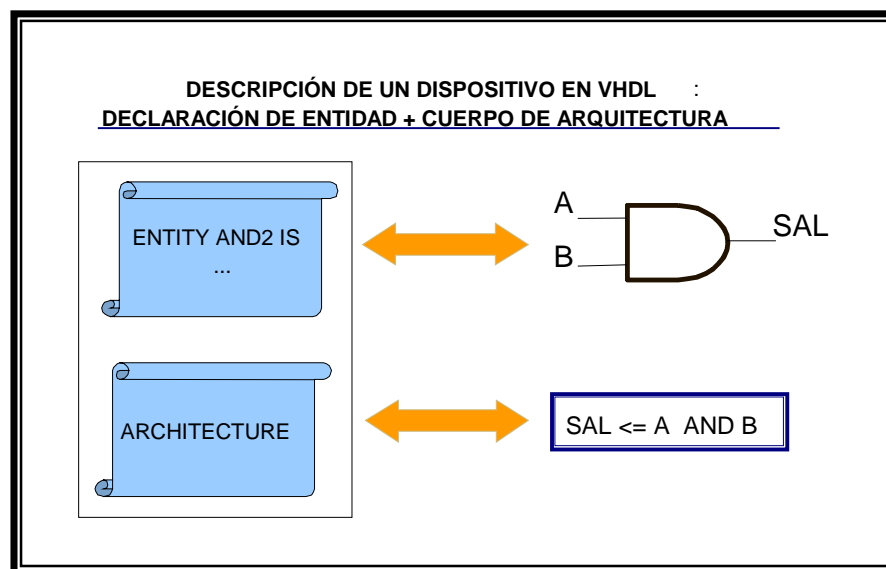 DESCRIPCIÓN DE UN DISPOSITIVO EN VHDL :
DECLARACIÓN DE ENTIDAD + CUERPO DE ARQUITECTURA
ENTITY AND2 IS
...
A
B
SAL
ARCHITECTURE
SAL <= A AND B